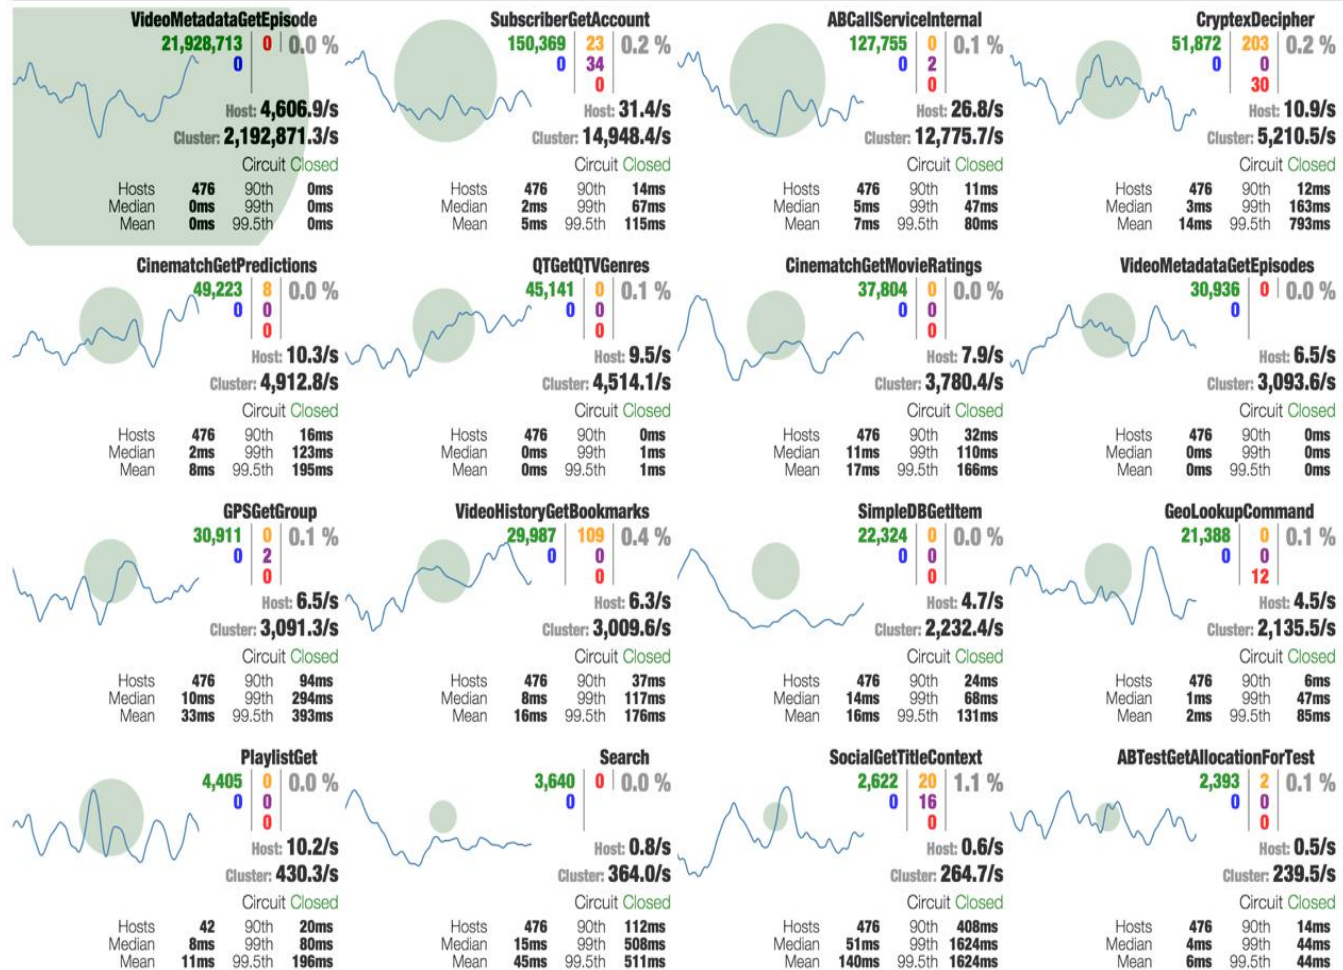 VideoMetadataGetEpisode
21,928,713 0 0.0 %
0
Host: 4,606.9/s
Cluster: 2,192,871.3/s
Circuit Closed
Hosts 476 90th 0ms
Median 0ms 99th 0ms
Mean 0ms 99.5th 0ms
SubscriberGetAccount
150,369 23 0.2 %
0 34
0
Host: 31.4/s
Cluster: 14,948.4/s
Circuit Closed
Hosts 476 90th 14ms
Median 2ms 99th 67ms
Mean 5ms 99.5th 115ms
ABCallServiceInternal
127,755 0 0.1 %
0 2
0
Host: 26.8/s
Cluster: 12,775.7/s
Circuit Closed
Hosts 476 90th 11ms
Median 5ms 99th 47ms
Mean 7ms 99.5th 80ms
CryptexDecipher
51,872 203 0.2 %
0 0
30
Host: 10.9/s
Cluster: 5,210.5/s
Circuit Closed
Hosts 476 90th 12ms
Median 3ms 99th 163ms
Mean 14ms 99.5th 793ms
CinematchGetPredictions
49,223 8 0.0 %
0 0
0
Host: 10.3/s
Cluster: 4,912.8/s
Circuit Closed
Hosts 476 90th 16ms
Median 2ms 99th 123ms
Mean 8ms 99.5th 195ms
QTGetQTVGenres
45,141 0 0.1 %
0 0
0
Host: 9.5/s
Cluster: 4,514.1/s
Circuit Closed
Hosts 476 90th 0ms
Median 0ms 99th 1ms
Mean 0ms 99.5th 1ms
CinematchGetMovieRatings
37,804 0 0.0 %
0 0
0
Host: 7.9/s
Cluster: 3,780.4/s
Circuit Closed
Hosts 476 90th 32ms
Median 11ms 99th 110ms
Mean 17ms 99.5th 166ms
VideoMetadataGetEpisodes
30,936 0 0.0 %
0
Host: 6.5/s
Cluster: 3,093.6/s
Circuit Closed
Hosts 476 90th 0ms
Median 0ms 99th 0ms
Mean 0ms 99.5th 0ms
GPSGetGroup
30,911 0 0.1 %
0 2
0
Host: 6.5/s
Cluster: 3,091.3/s
Circuit Closed
Hosts 476 90th 94ms
Median 10ms 99th 294ms
Mean 33ms 99.5th 393ms
VideoHistoryGetBookmarks
29,987 109 0.4 %
0 0
0
Host: 6.3/s
Cluster: 3,009.6/s
Circuit Closed
Hosts 476 90th 37ms
Median 8ms 99th 117ms
Mean 16ms 99.5th 176ms
SimpleDBGetItem
22,324 0 0.0 %
0 0
0
Host: 4.7/s
Cluster: 2,232.4/s
Circuit Closed
Hosts 476 90th 24ms
Median 14ms 99th 68ms
Mean 16ms 99.5th 131ms
GeoLookupCommand
21,388 0 0.1 %
0 0
12
Host: 4.5/s
Cluster: 2,135.5/s
Circuit Closed
Hosts 476 90th 6ms
Median 1ms 99th 47ms
Mean 2ms 99.5th 85ms
PlaylistGet
4,405 0 0.0 %
0 0
0
Host: 10.2/s
Cluster: 430.3/s
Circuit Closed
Hosts 42 90th 20ms
Median 8ms 99th 80ms
Mean 11ms 99.5th 196ms
Search
3,640 0 0.0 %
0
Host: 0.8/s
Cluster: 364.0/s
Circuit Closed
Hosts 476 90th 112ms
Median 15ms 99th 508ms
Mean 45ms 99.5th 511ms
SocialGetTitleContext
2,622 20 1.1 %
0 16
0
Host: 0.6/s
Cluster: 264.7/s
Circuit Closed
Hosts 476 90th 408ms
Median 51ms 99th 1624ms
Mean 140ms 99.5th 1624ms
ABTestGetAllocationForTest
2,393 2 0.1 %
0 0
0
Host: 0.5/s
Cluster: 239.5/s
Circuit Closed
Hosts 476 90th 14ms
Median 4ms 99th 44ms
Mean 6ms 99.5th 44ms